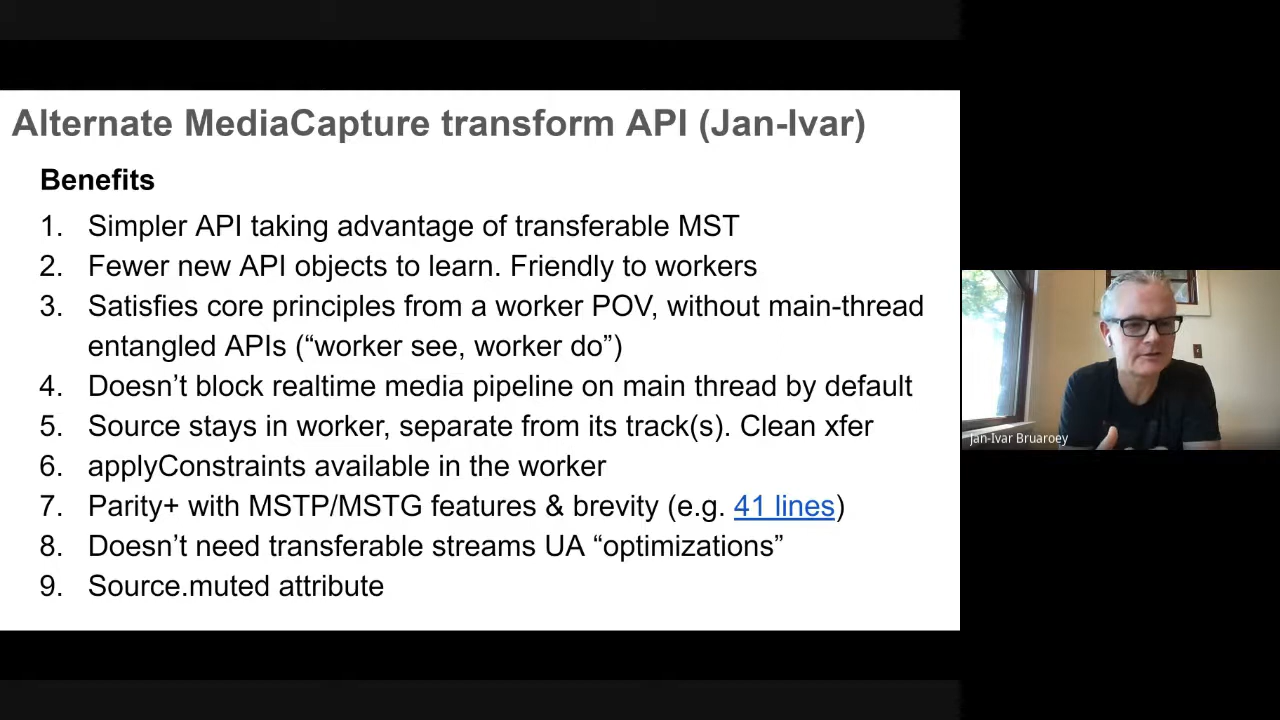 Alternate MediaCapture transform API (Jan-Ivar)
Benefits
1. Simpler API taking advantage of transferable MST
2. Fewer new API objects to learn. Friendly to workers
3. Satisfies core principles from a worker POV, without main-thread
entangled APIs (“worker see, worker do”)
4. Doesn’t block realtime media pipeline on main thread by default
5. Source stays in worker, separate from its track(s). Clean xfer
6. applyConstraints available in the worker
7. Parity+ with MSTP/MSTG features & brevity (e.g. 41 lines)
8. Doesn’t need transferable streams UA “optimizations”
9. Source.muted attribute
Jan-Ivar Bruaroey